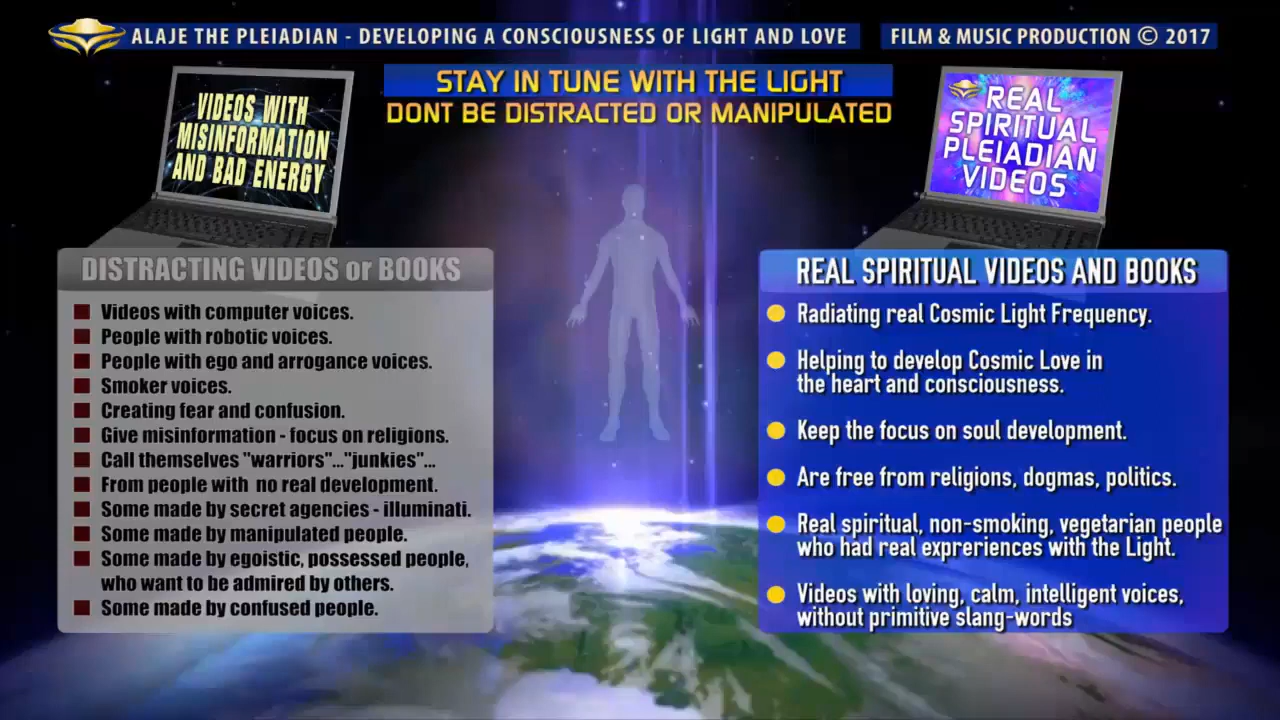 ALAJE THE PLEIADIAN - DEVELOPING A CONSCIOUSNESS OF LIGHT AND LOVE
FILM & MUSIC PRODUCTION © 2017
STAY IN TUNE WITH THE LIGHT
DONT BE DISTRACTED OR MANIPULATED
VIDEOS WITH
MISINFORMATION
AND BAD ENERGY
REAL
SPIRITUAL
PLEIADIAN
VIDEOS
DISTRACTING VIDEOS or BOOKS
Videos with computer voices.
People with robotic voices.
People with ego and arrogance voices.
Smoker voices.
Creating fear and confusion.
Give misinformation - focus on religions.
Call themselves "warriors"..."junkies"...
From people with no real development.
Some made by secret agencies - illuminati.
Some made by manipulated people.
Some made by egoistic, possessed people,
who want to be admired by others.
Some made by confused people.
REAL SPIRITUAL VIDEOS AND BOOKS
Radiating real Cosmic Light Frequency.
Helping to develop Cosmic Love in
the heart and consciousness.
Keep the focus on soul development.
Are free from religions, dogmas, politics.
Real spiritual, non-smoking, vegetarian people
who had real expreriences with the Light.
Videos with loving, calm, intelligent voices,
without primitive slang-words